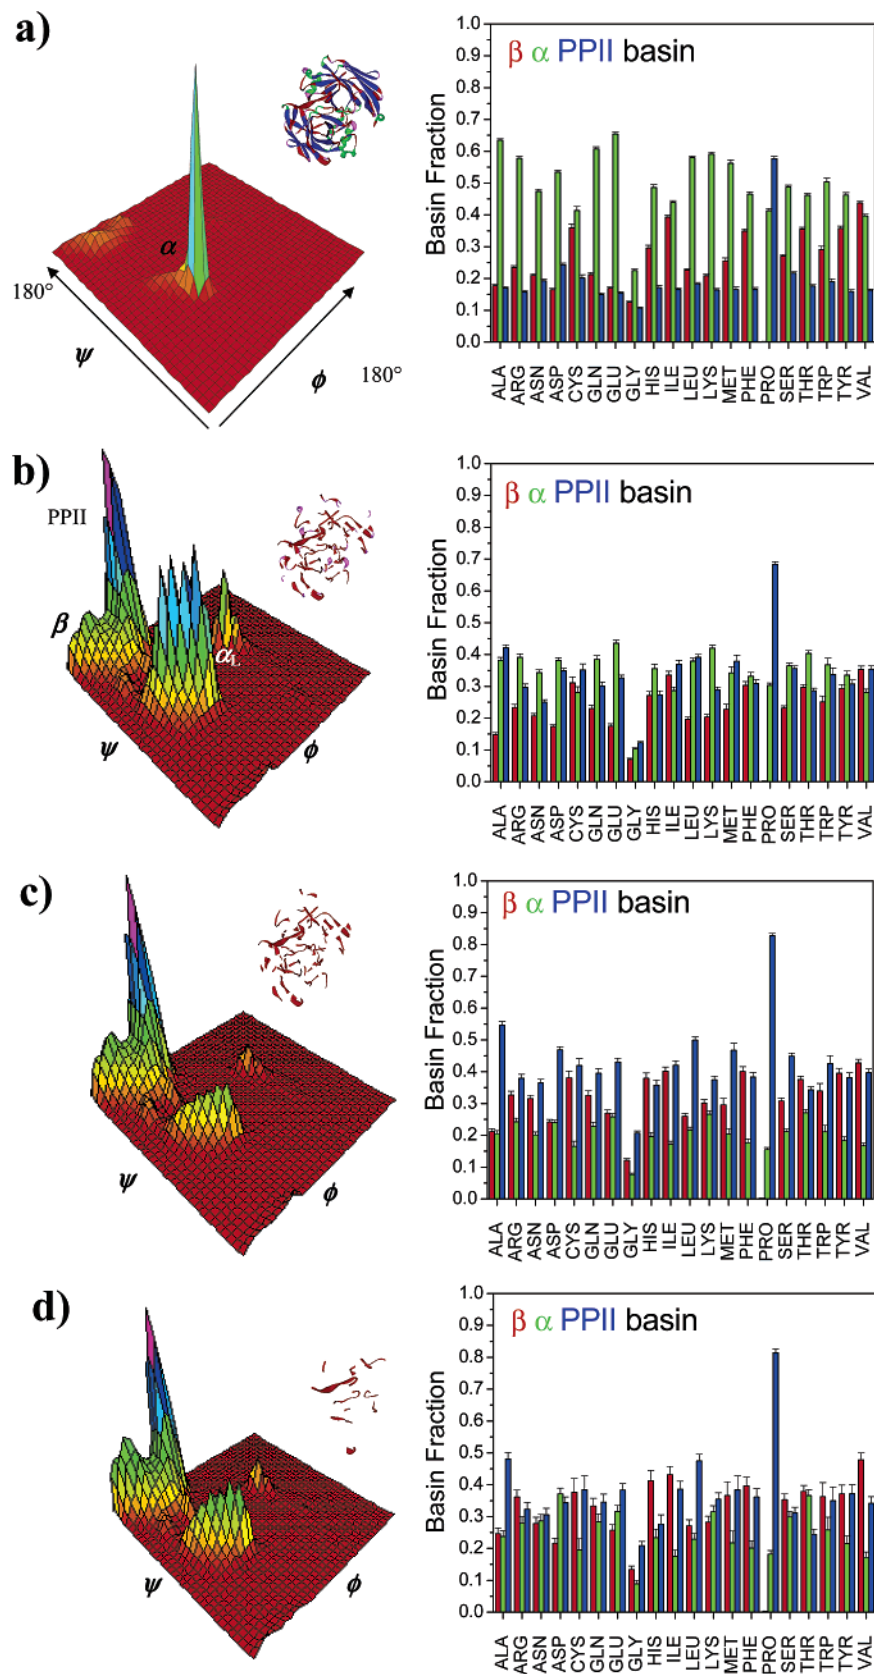 a)
α
180°
ψ
ϕ
180°
β α PPII basin
Basin Fraction
1.0
0.9
0.8
0.7
0.6
0.5
0.4
0.3
0.2
0.1
0.0
ALA ARG ASN ASP CYS GLN GLU GLY HIS ILE LEU LYS MET PHE PRO SER THR TRP TYR VAL
b)
PPII
β
αL
ψ
ϕ
β α PPII basin
Basin Fraction
1.0
0.9
0.8
0.7
0.6
0.5
0.4
0.3
0.2
0.1
0.0
ALA ARG ASN ASP CYS GLN GLU GLY HIS ILE LEU LYS MET PHE PRO SER THR TRP TYR VAL
c)
ψ
ϕ
β α PPII basin
Basin Fraction
1.0
0.9
0.8
0.7
0.6
0.5
0.4
0.3
0.2
0.1
0.0
ALA ARG ASN ASP CYS GLN GLU GLY HIS ILE LEU LYS MET PHE PRO SER THR TRP TYR VAL
d)
ψ
ϕ
β α PPII basin
Basin Fraction
1.0
0.9
0.8
0.7
0.6
0.5
0.4
0.3
0.2
0.1
0.0
ALA ARG ASN ASP CYS GLN GLU GLY HIS ILE LEU LYS MET PHE PRO SER THR TRP TYR VAL